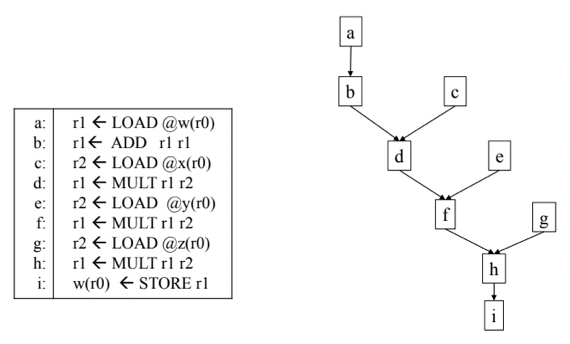 a
b
c
d
e
f
g
h
i
a: r1 ← LOAD @w(r0)
b: r1← ADD r1 r1
c: r2 ← LOAD @x(r0)
d: r1 ← MULT r1 r2
e: r2 ← LOAD @y(r0)
f: r1 ← MULT r1 r2
g: r2 ← LOAD @z(r0)
h: r1 ← MULT r1 r2
i: w(r0) ← STORE r1